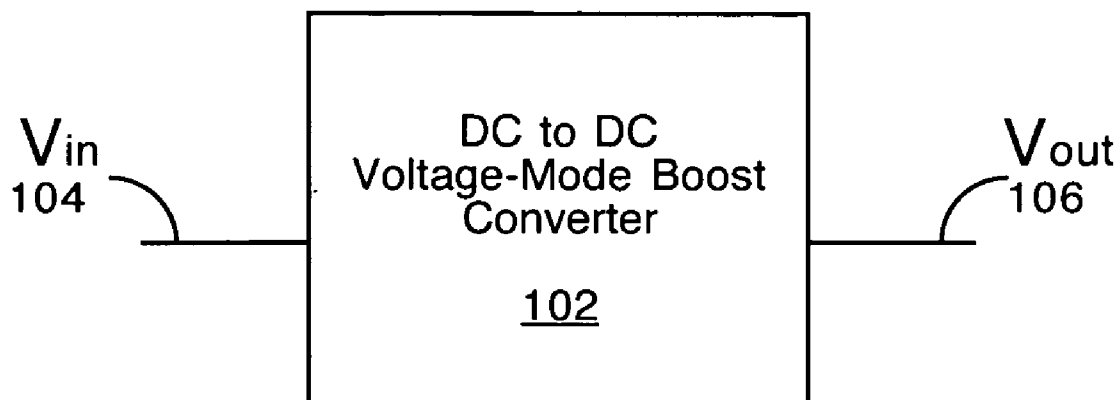 Vin
104
DC to DC
Voltage-Mode Boost
Converter
102
Vout
106